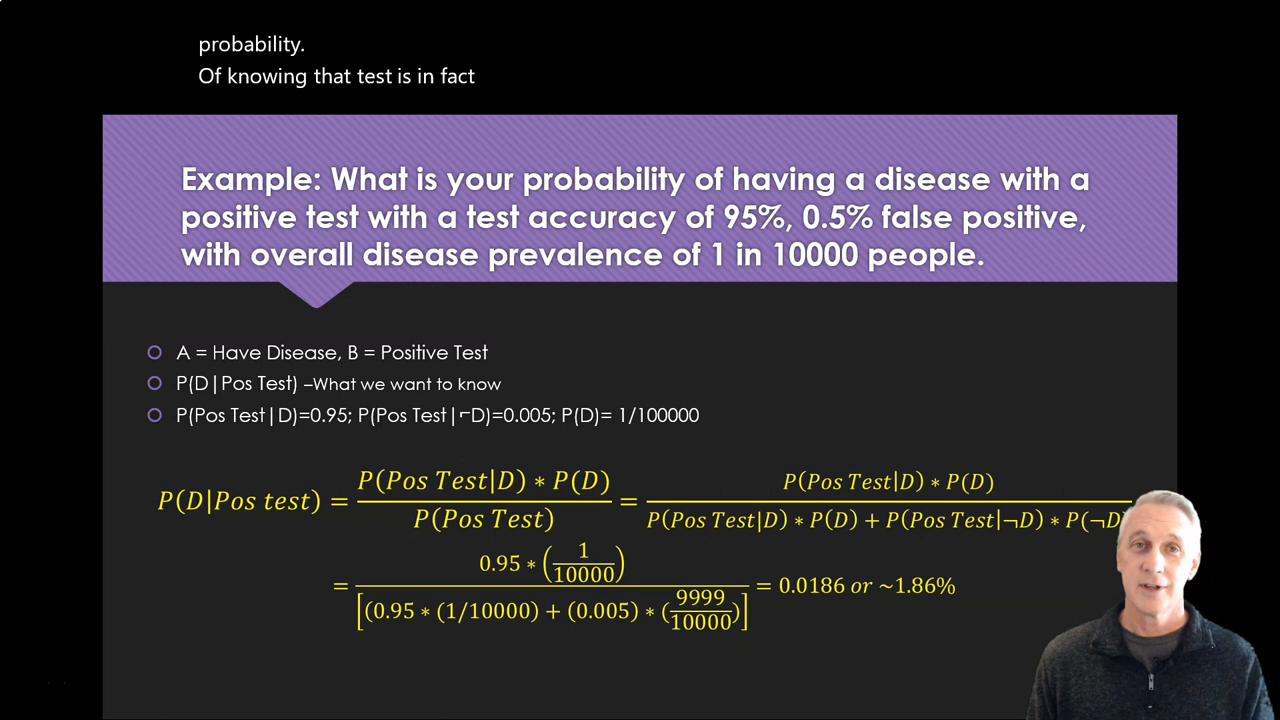 probability.
Of knowing that test is in fact
Example: What is your probability of having a disease with a
positive test with a test accuracy of 95%, 0.5% false positive,
with overall disease prevalence of 1 in 10000 people.
A = Have Disease, B = Positive Test
P(D|Pos Test) –What we want to know
P(Pos Test|D)=0.95; P(Pos Test|⌐D)=0.005; P(D)= 1/100000
P(D|Pos test) = P(Pos Test|D) ∗ P(D) / P(Pos Test) = P(Pos Test|D) ∗ P(D) / P(Pos Test|D) ∗ P(D) + P(Pos Test|¬D) ∗ P(¬D
= 0.95 ∗ (1/10000) / [(0.95 ∗ (1/10000) + (0.005) ∗ (9999/10000)] = 0.0186 or ~1.86%